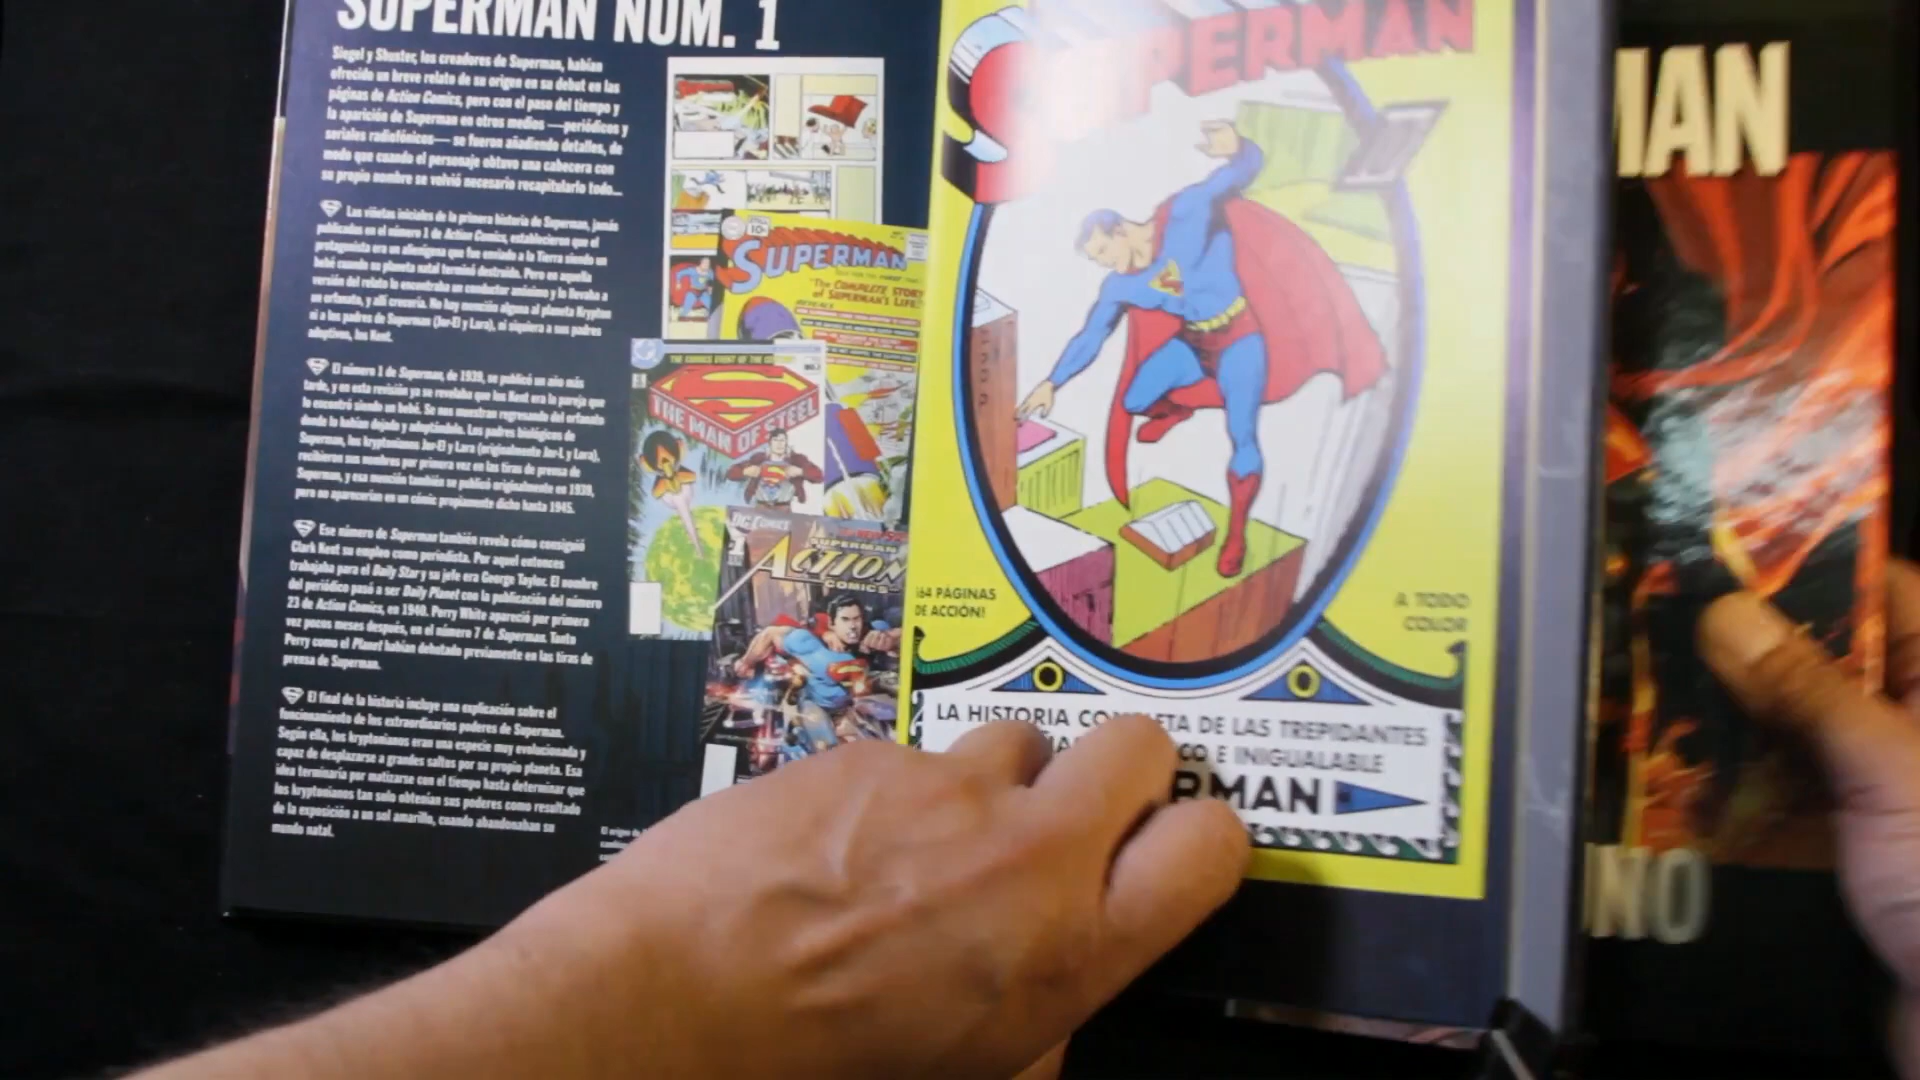 SUPERMAN NÚM. 1
Siegel y Shuster, los creadores de Superman, habían
ofrecido un breve relato de su origen en su debut en las
páginas de Action Comics, pero con el paso del tiempo y
la aparición de Superman en otros medios —periódicos y
seriales radiofónicos— se fueron añadiendo detalles, de
modo que cuando el personaje obtuvo una cabecera con
su propio nombre se volvió necesario recapitularlo todo...
Las viñetas iniciales de la primera historia de Superman, jamás
publicadas en el número 1 de Action Comics, establecieron que el
protagonista era un alienígena que fue enviado a la Tierra siendo un
bebé cuando su planeta natal terminó destruido. Pero en aquella
versión del relato lo encontraba un conductor anónimo y lo llevaba a
un orfanato, y allí crecería. No hay mención alguna al planeta Krypton
ni a los padres de Superman (Jor-El y Lara), ni siquiera a sus padres
adoptivos, los Kent.
El número 1 de Superman, de 1939, se publicó un año más
tarde, y en esta revisión ya se revelaba que los Kent era la pareja que
lo encontró siendo un bebé. Se nos muestran regresando del orfanato
donde lo habían dejado y adoptándolo. Los padres biológicos de
Superman, los kryptonianos Jor-El y Lara (originalmente Jor-L y Lora),
recibieron sus nombres por primera vez en las tiras de prensa de
Superman, y esa mención también se publicó originalmente en 1939,
pero no aparecerían en un cómic propiamente dicho hasta 1945.
Ese número de Superman también revela cómo consiguió
Clark Kent su empleo como periodista. Por aquel entonces
trabajaba para el Daily Star y su jefe era George Taylor. El nombre
del periódico pasó a ser Daily Planet con la publicación del número
23 de Action Comics, en 1940. Perry White apareció por primera
vez pocos meses después, en el número 7 de Superman. Tanto
Perry como el Planet habían debutado previamente en las tiras de
prensa de Superman.
El final de la historia incluye una explicación sobre el
funcionamiento de los extraordinarios poderes de Superman.
Según ella, los kryptonianos eran una especie muy evolucionada y
capaz de desplazarse a grandes saltos por su propio planeta. Esa
idea terminaría por matizarse con el tiempo hasta determinar que
los kryptonianos tan solo obtenían sus poderes como resultado
de la exposición a un sol amarillo, cuando abandonaban su
mundo natal.
10¢
SUPERMAN
"The COMPLETE STORY
of SUPERMAN'S LIFE"
THE MAN OF STEEL
DC COMICS
SUPERMAN
ACTION
COMICS
El origen de
SUPERMAN
¡64 PÁGINAS
DE ACCIÓN!
A TODO
COLOR
LA HISTORIA COMPLETA DE LAS TREPIDANTES
CO E INIGUALABLE
RMAN
MAN
NO